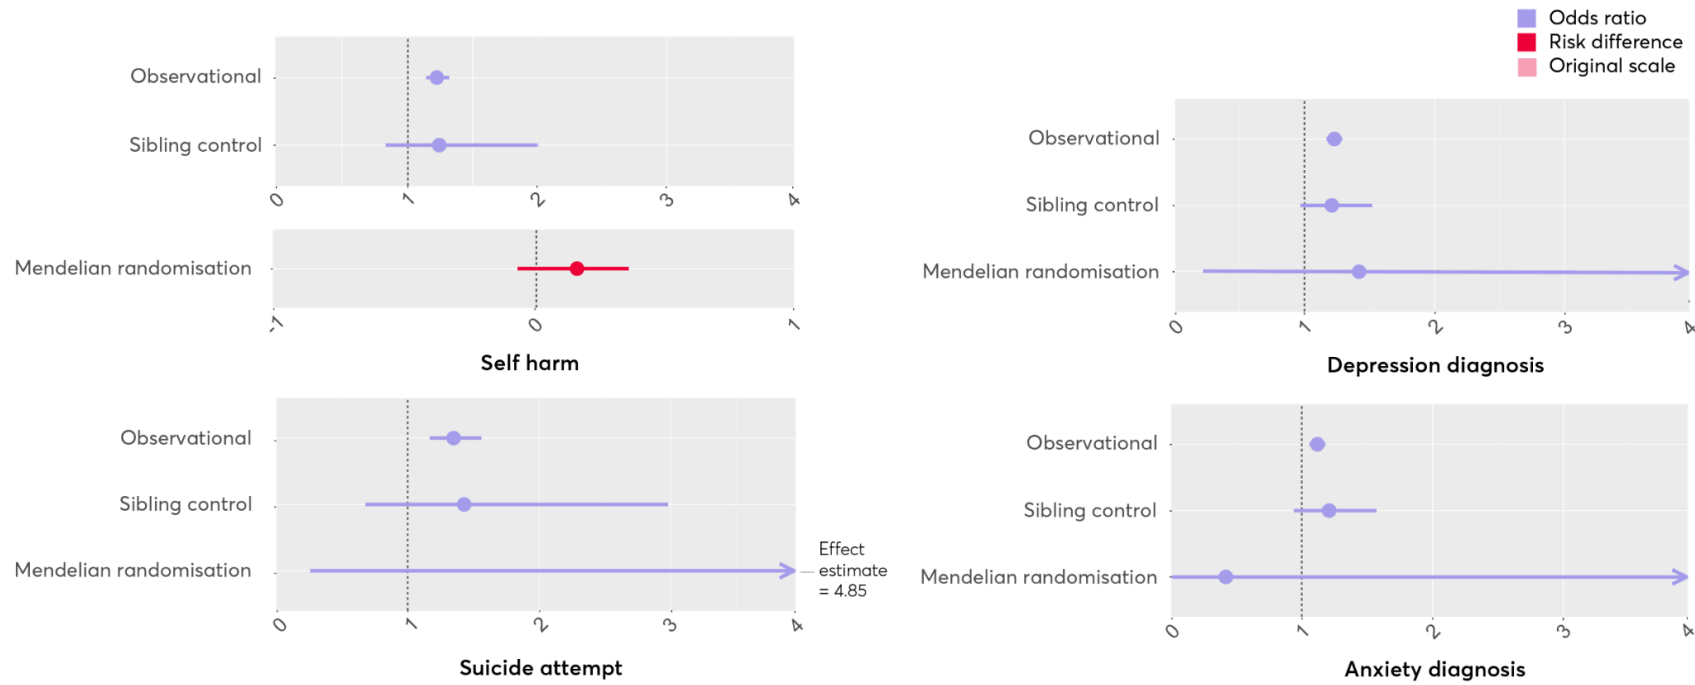 Odds ratio
Risk difference
Original scale
Observational
Sibling control
0 1 2 3 4
Mendelian randomisation
-1 0 1
Self harm
Observational
Sibling control
Mendelian randomisation
0 1 2 3 4
Depression diagnosis
Observational
Sibling control
Mendelian randomisation
Effect
estimate
= 4.85
0 1 2 3 4
Suicide attempt
Observational
Sibling control
Mendelian randomisation
0 1 2 3 4
Anxiety diagnosis